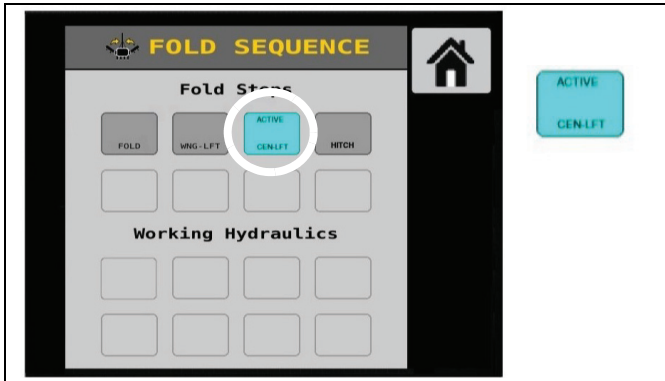 FOLD SEQUENCE
Fold Steps
ACTIVE
FOLD WNG-LFT CEN-LFT HITCH
Working Hydraulics
ACTIVE
CEN-LFT